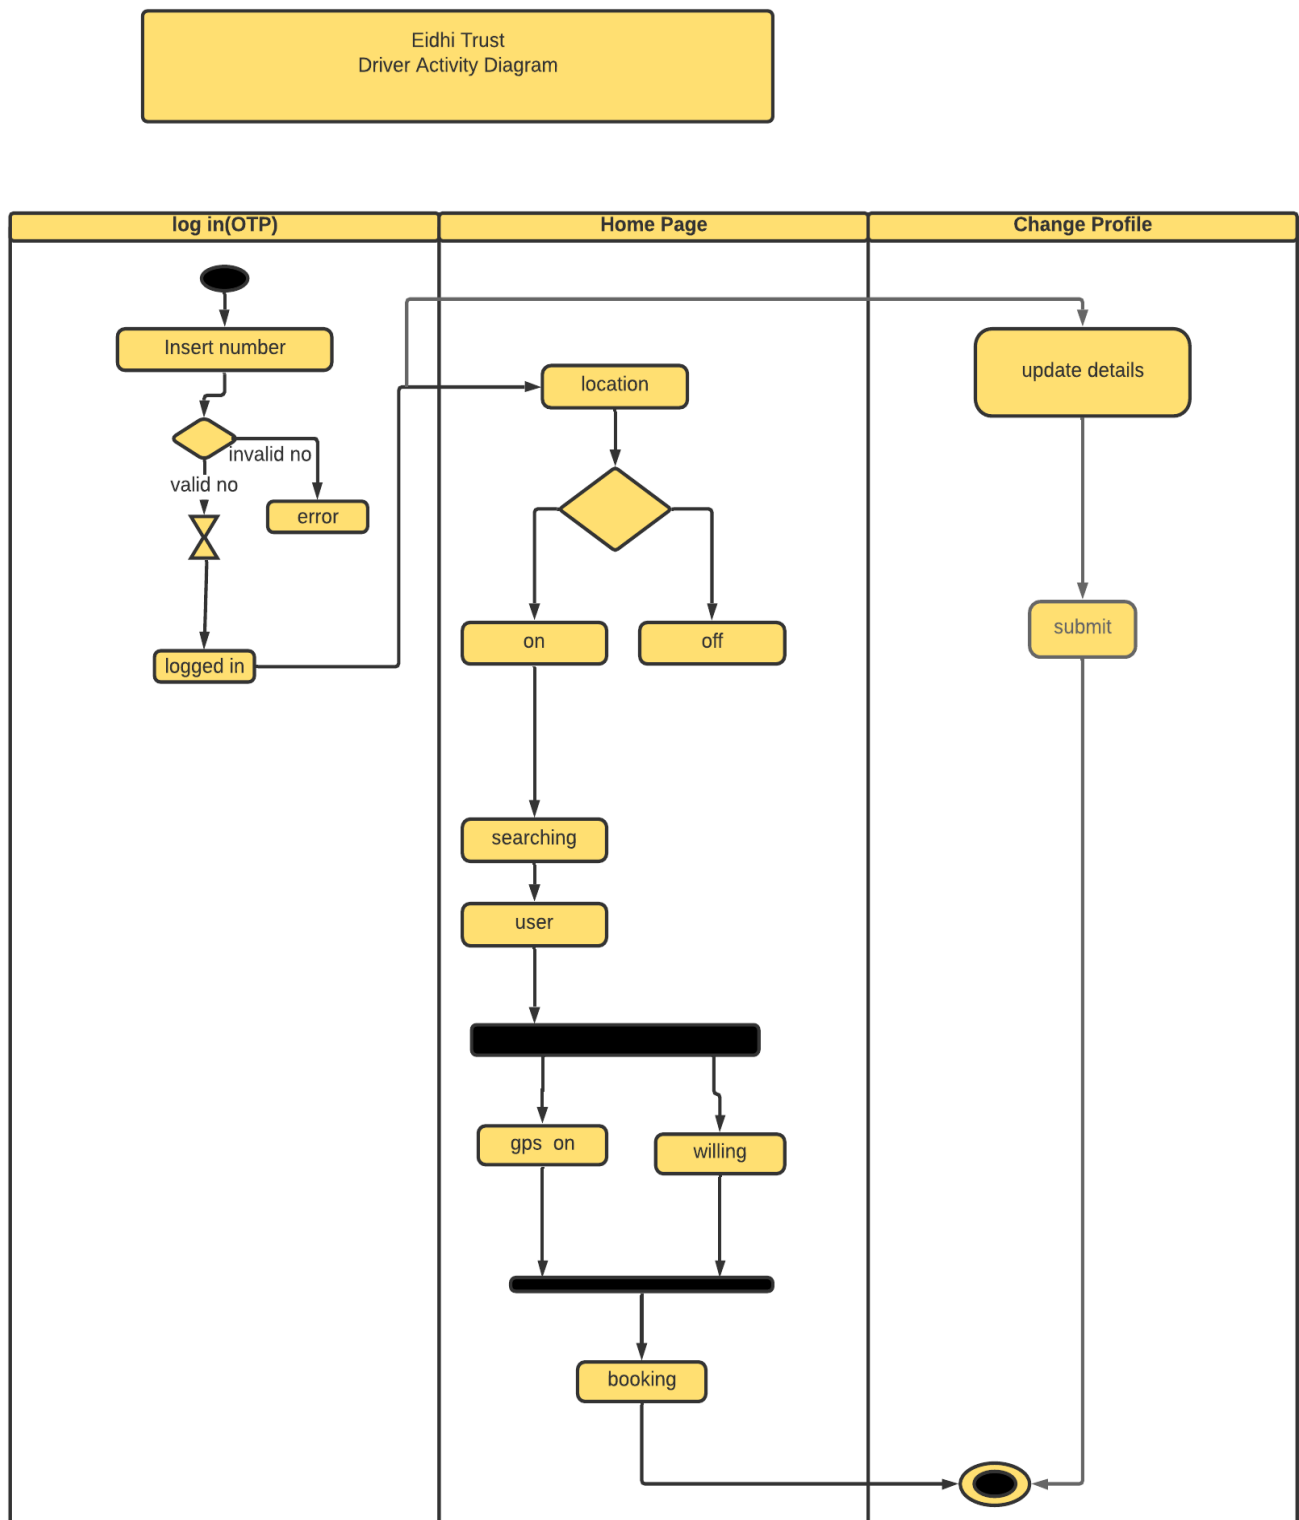 Eidhi Trust
Driver Activity Diagram
log in(OTP)
Home Page
Change Profile
Insert number
location
update details
invalid no
valid no
error
on
off
submit
logged in
searching
user
gps  on
willing
booking